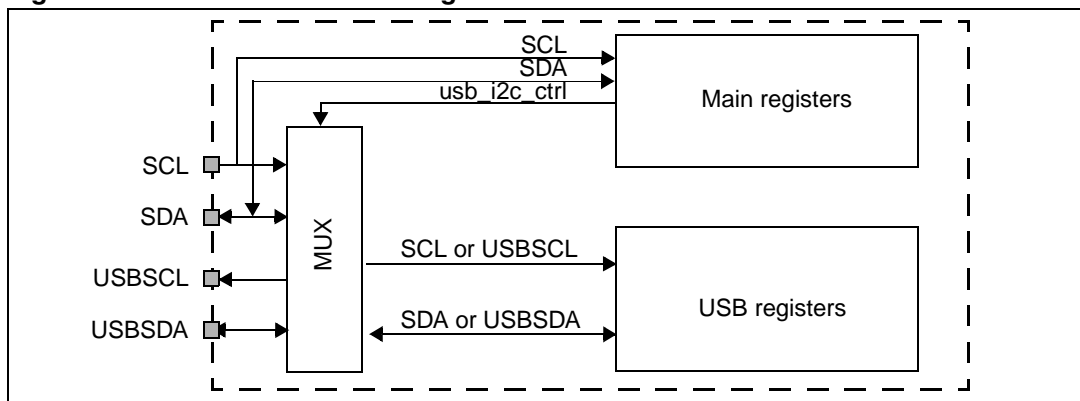 SCL
SDA
usb_i2c_ctrl
Main registers
SCL
SDA
MUX
SCL or USBSCL
USBSCL
USB registers
SDA or USBSDA
USBSDA